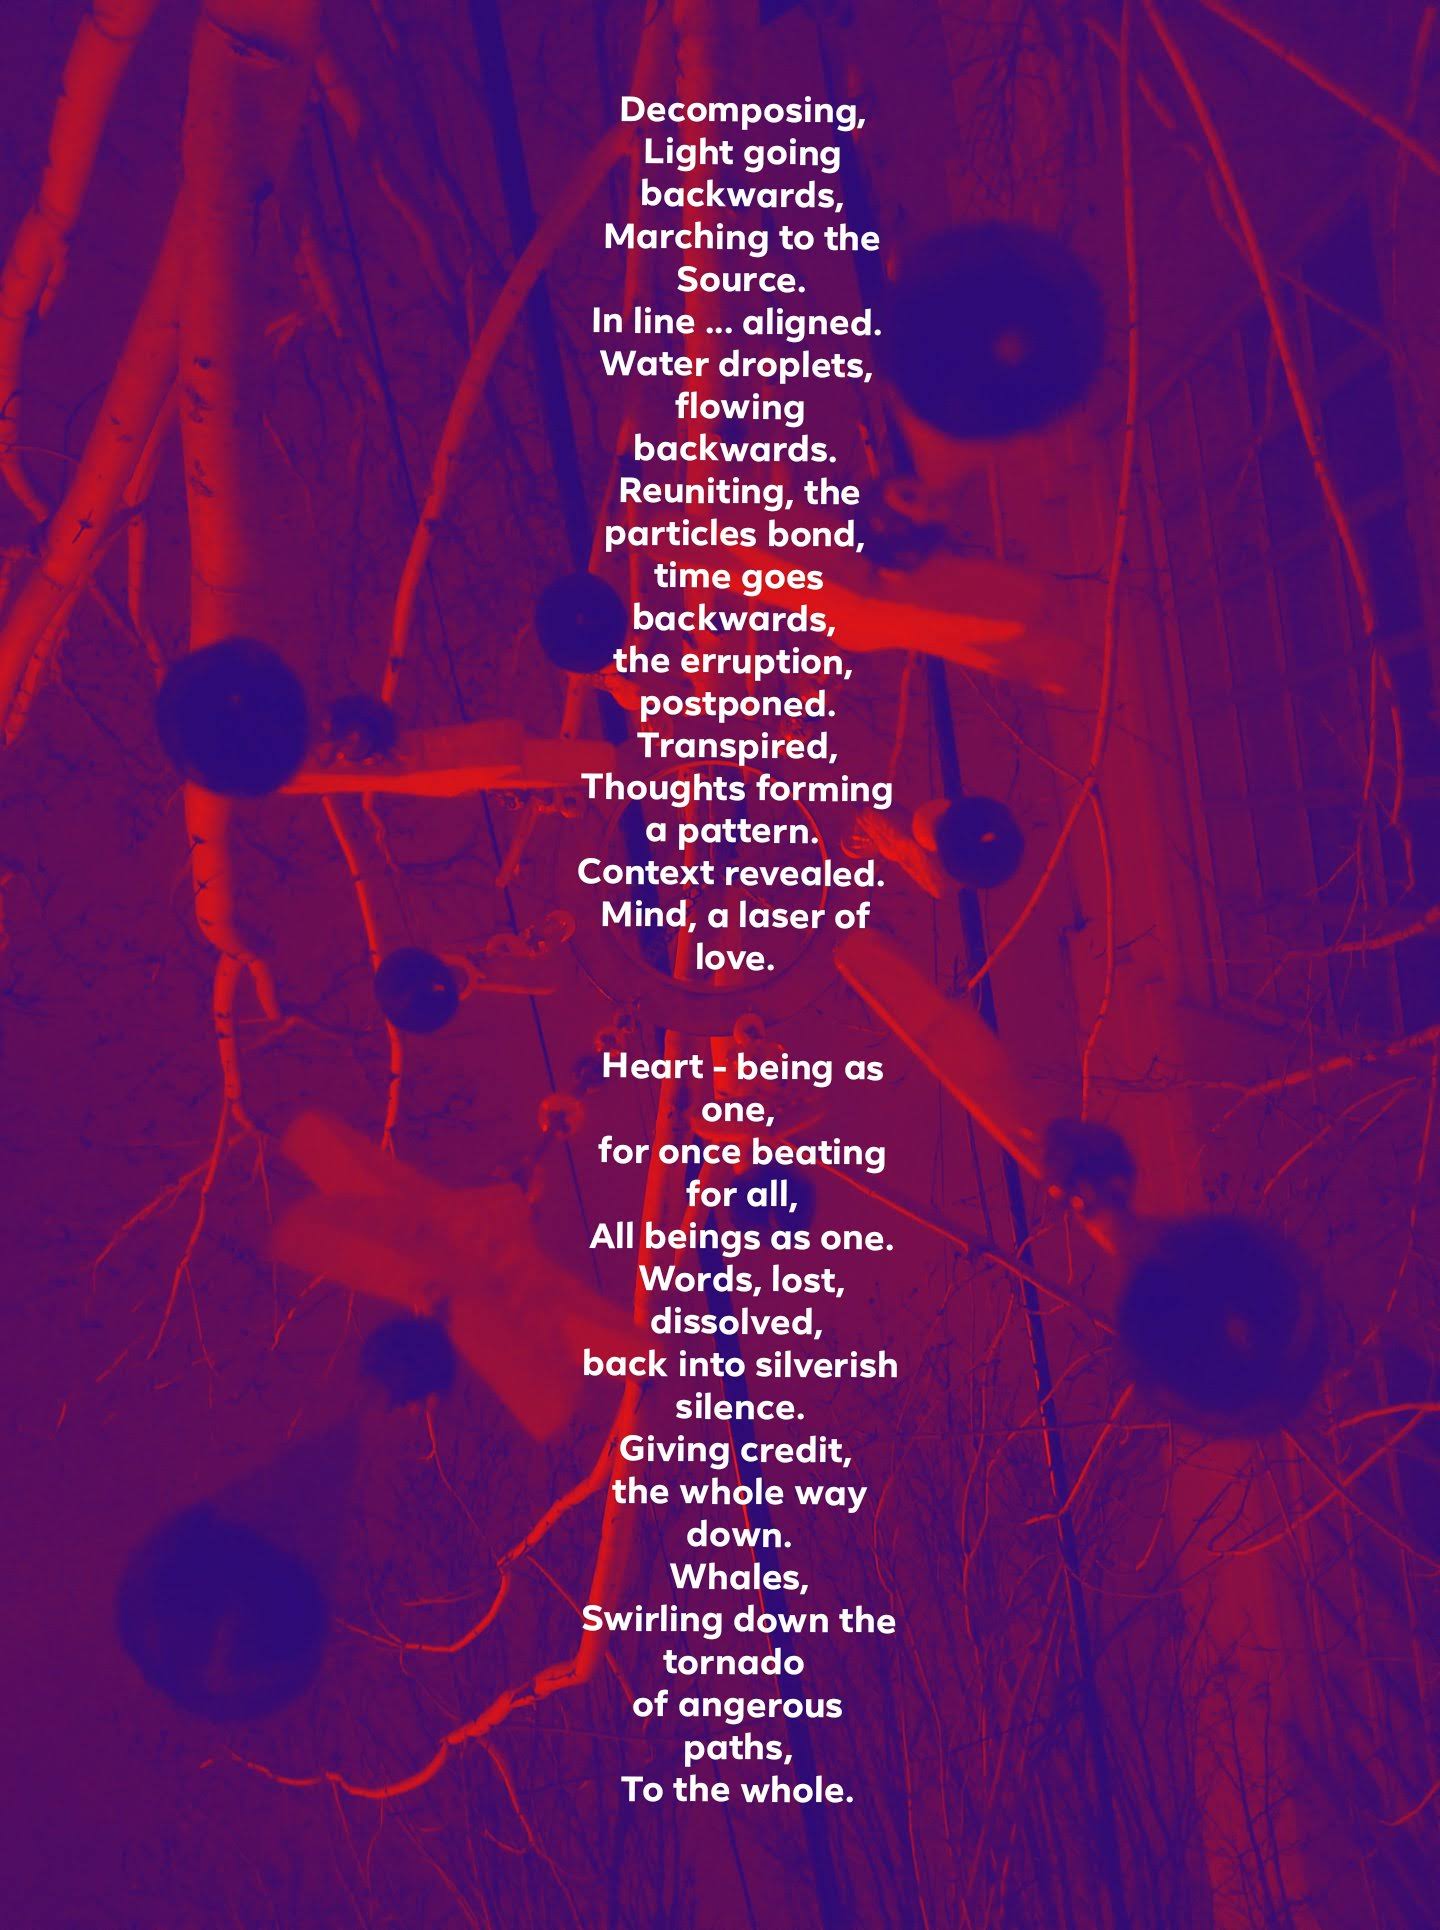 Decomposing,
Light going
backwards,
Marching to the
Source.
In line ... aligned.
Water droplets,
flowing
backwards.
Reuniting, the
particles bond,
time goes
backwards,
the erruption,
postponed.
Transpired,
Thoughts forming
a pattern.
Context revealed.
Mind, a laser of
love.
Heart - being as
one,
for once beating
for all,
All beings as one.
Words, lost,
dissolved,
back into silverish
silence.
Giving credit,
the whole way
down.
Whales,
Swirling down the
tornado
of angerous
paths,
To the whole.